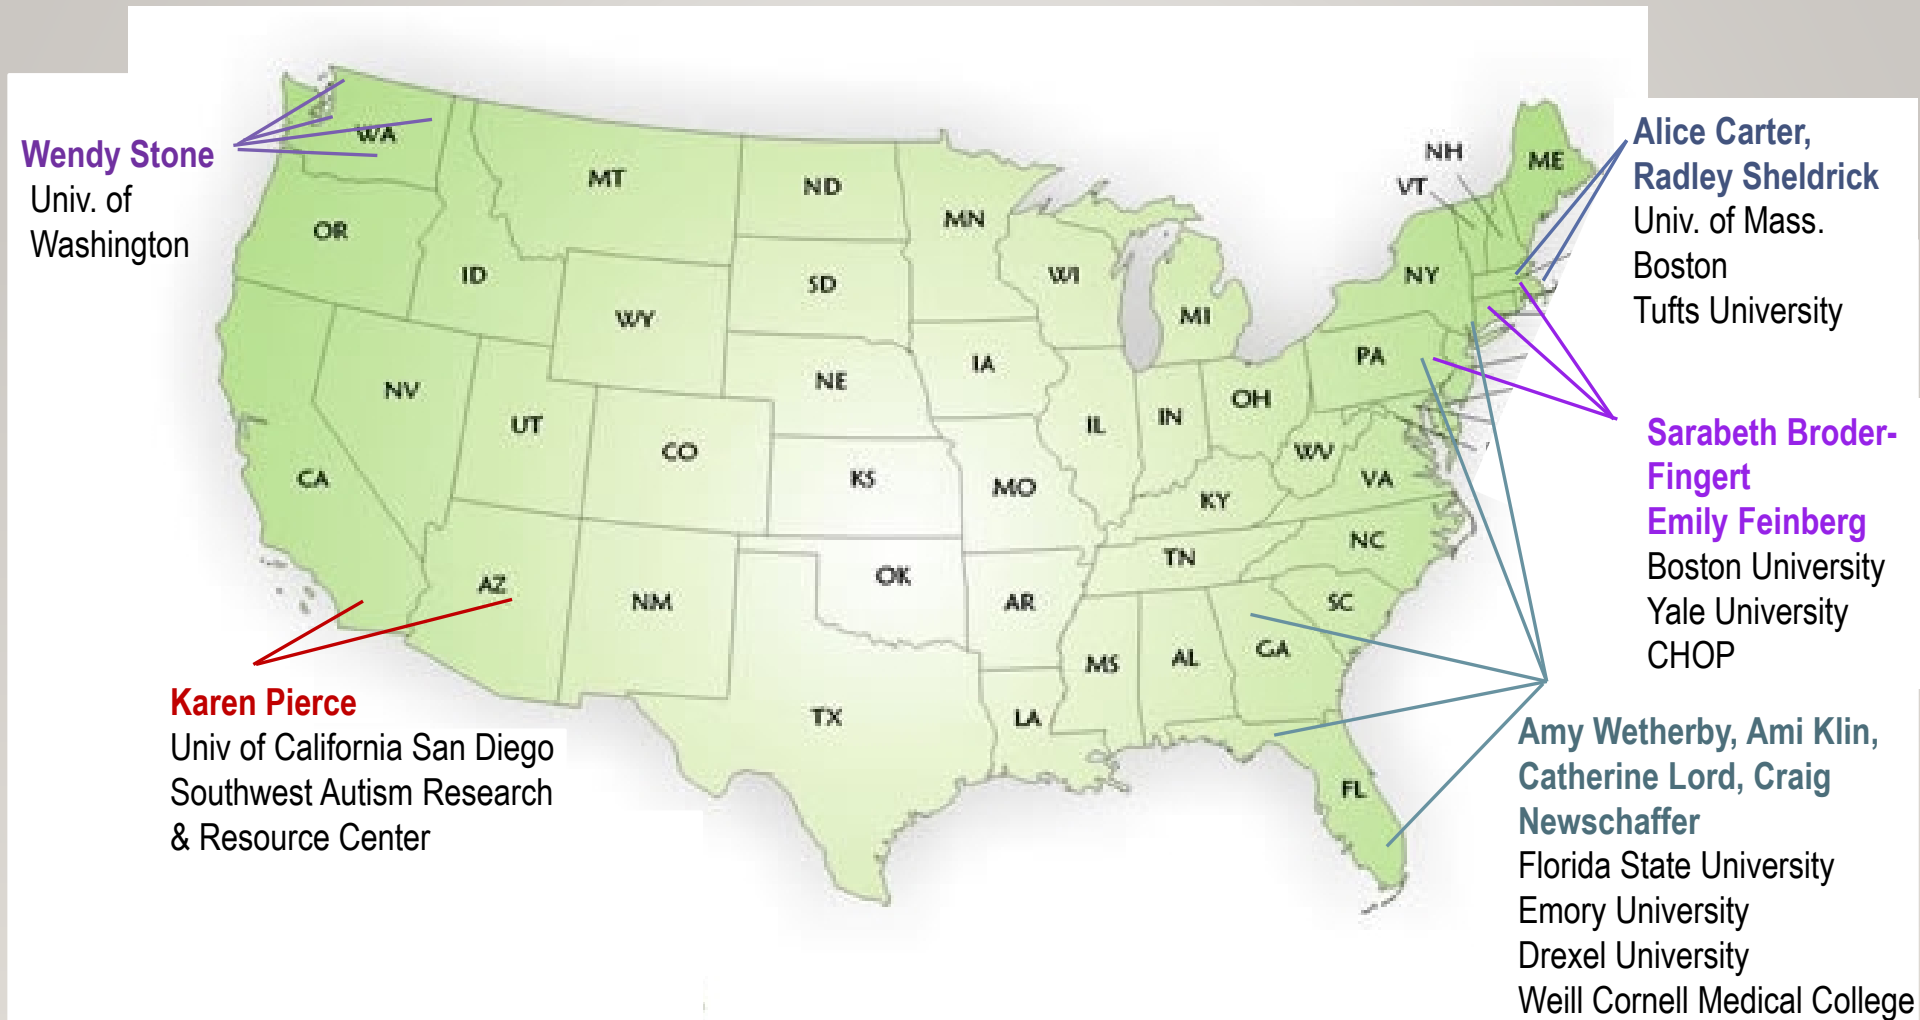 Wendy Stone
Univ. of
Washington
WA
OR
CA
NV
ID
MT
WY
UT
AZ
CO
NM
ND
SD
NE
KS
OK
TX
MN
IA
MO
AR
LA
WI
IL
MI
IN
OH
KY
TN
MS
AL
GA
FL
SC
NC
VA
WV
PA
NY
VT
NH
ME
Alice Carter,
Radley Sheldrick
Univ. of Mass.
Boston
Tufts University
Sarabeth Broder-
Fingert
Emily Feinberg
Boston University
Yale University
CHOP
Karen Pierce
Univ of California San Diego
Southwest Autism Research
& Resource Center
Amy Wetherby, Ami Klin,
Catherine Lord, Craig
Newschaffer
Florida State University
Emory University
Drexel University
Weill Cornell Medical College